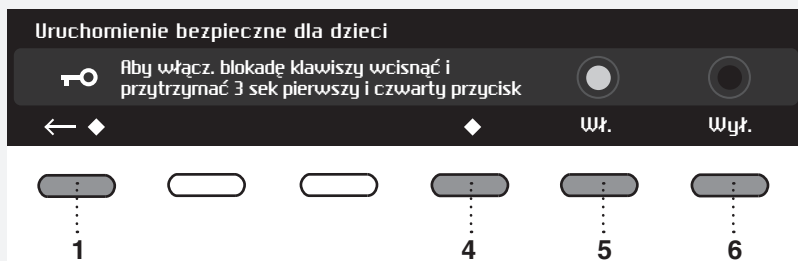 Uruchomienie bezpieczne dla dzieci
Aby włącz. blokadę klawiszy wcisnąć i
przytrzymać 3 sek pierwszy i czwarty przycisk
Wł. Wył.
1 4 5 6